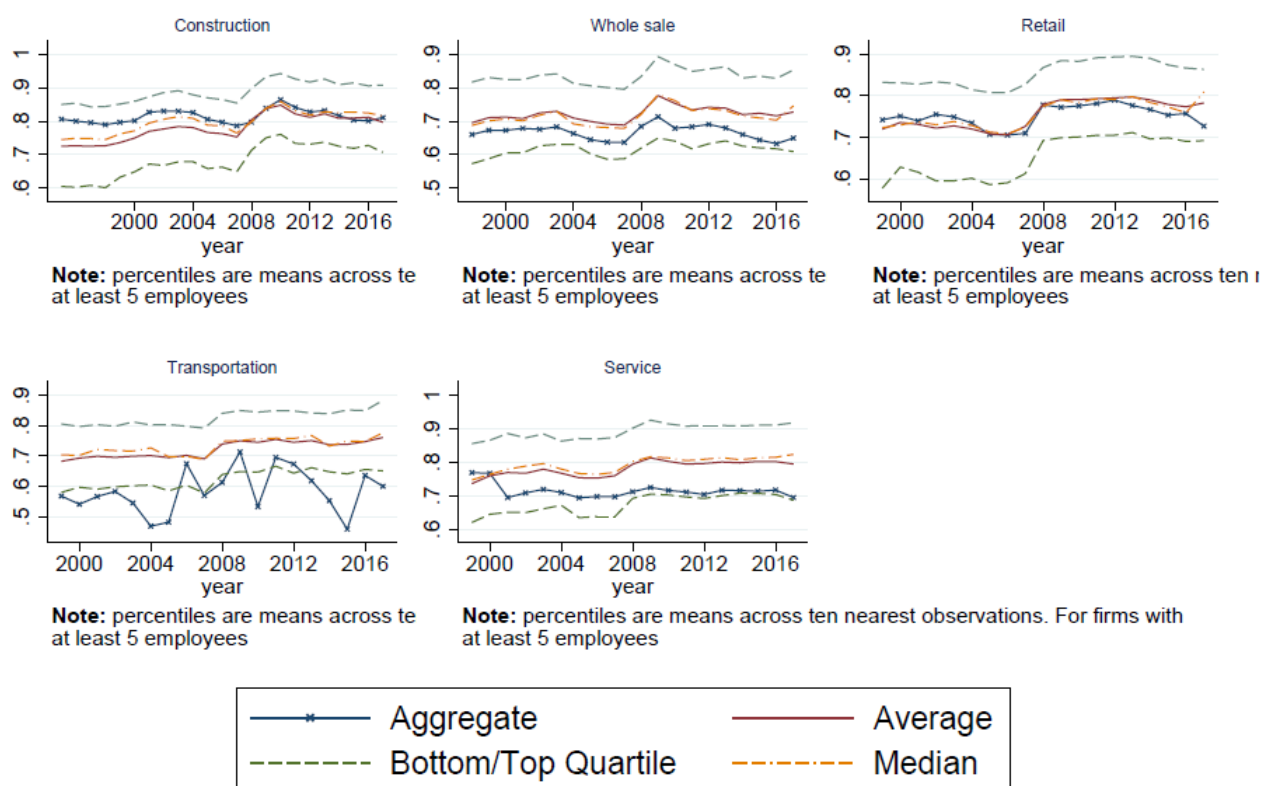 Construction
Whole sale
Retail
1
.9
.8
.7
.6
.9
.8
.7
.6
.5
.9
.8
.7
.6
2000 2004 2008 2012 2016
2000 2004 2008 2012 2016
2000 2004 2008 2012 2016
year
year
year
Note: percentiles are means across te
at least 5 employees
Note: percentiles are means across te
at least 5 employees
Note: percentiles are means across ten
at least 5 employees
Transportation
Service
.9
.8
.7
.6
.5
1
.9
.8
.7
.6
2000 2004 2008 2012 2016
2000 2004 2008 2012 2016
year
year
Note: percentiles are means across te
at least 5 employees
Note: percentiles are means across ten nearest observations. For firms with
at least 5 employees
Aggregate
Average
Bottom/Top Quartile
Median